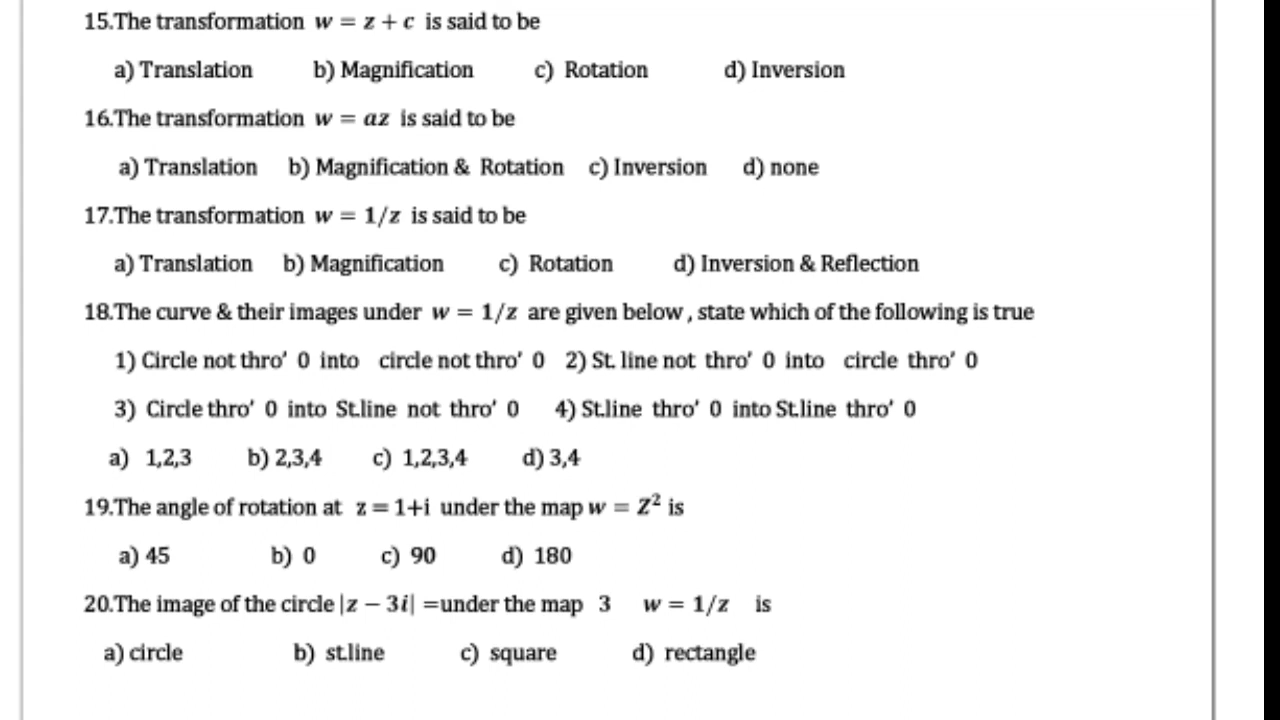 15.The transformation w = z + c is said to be
a) Translation b) Magnification c) Rotation d) Inversion
16.The transformation w = az is said to be
a) Translation b) Magnification & Rotation c) Inversion d) none
17.The transformation w = 1/z is said to be
a) Translation b) Magnification c) Rotation d) Inversion & Reflection
18.The curve & their images under w = 1/z are given below , state which of the following is true
1) Circle not thro' 0 into circle not thro' 0 2) St. line not thro' 0 into circle thro' 0
3) Circle thro' 0 into St.line not thro' 0 4) St.line thro' 0 into St.line thro' 0
a) 1,2,3 b) 2,3,4 c) 1,2,3,4 d) 3,4
19.The angle of rotation at z = 1+i under the map w = Z² is
a) 45 b) 0 c) 90 d) 180
20.The image of the circle |z − 3i| =under the map 3 w = 1/z is
a) circle b) st.line c) square d) rectangle